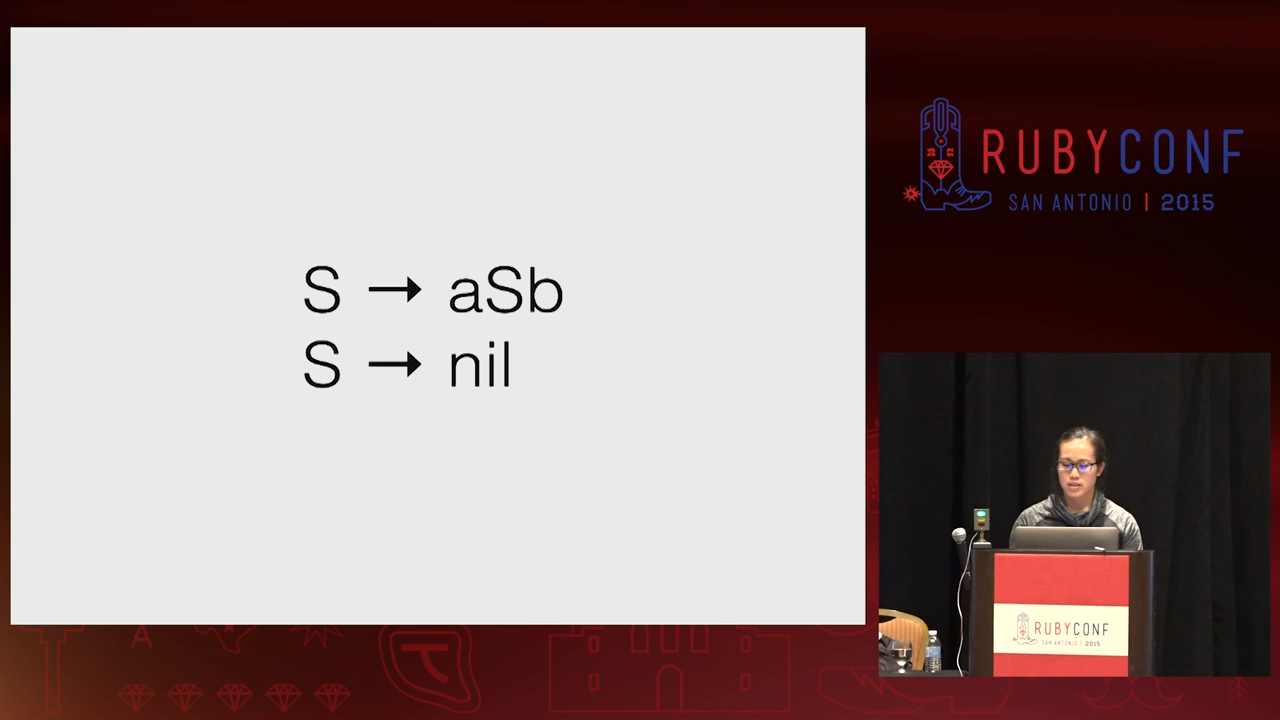 S → aSb
S → nil
RUBYCONF
SAN ANTONIO | 2015
RUBYCONF
SAN ANTONIO | 2015